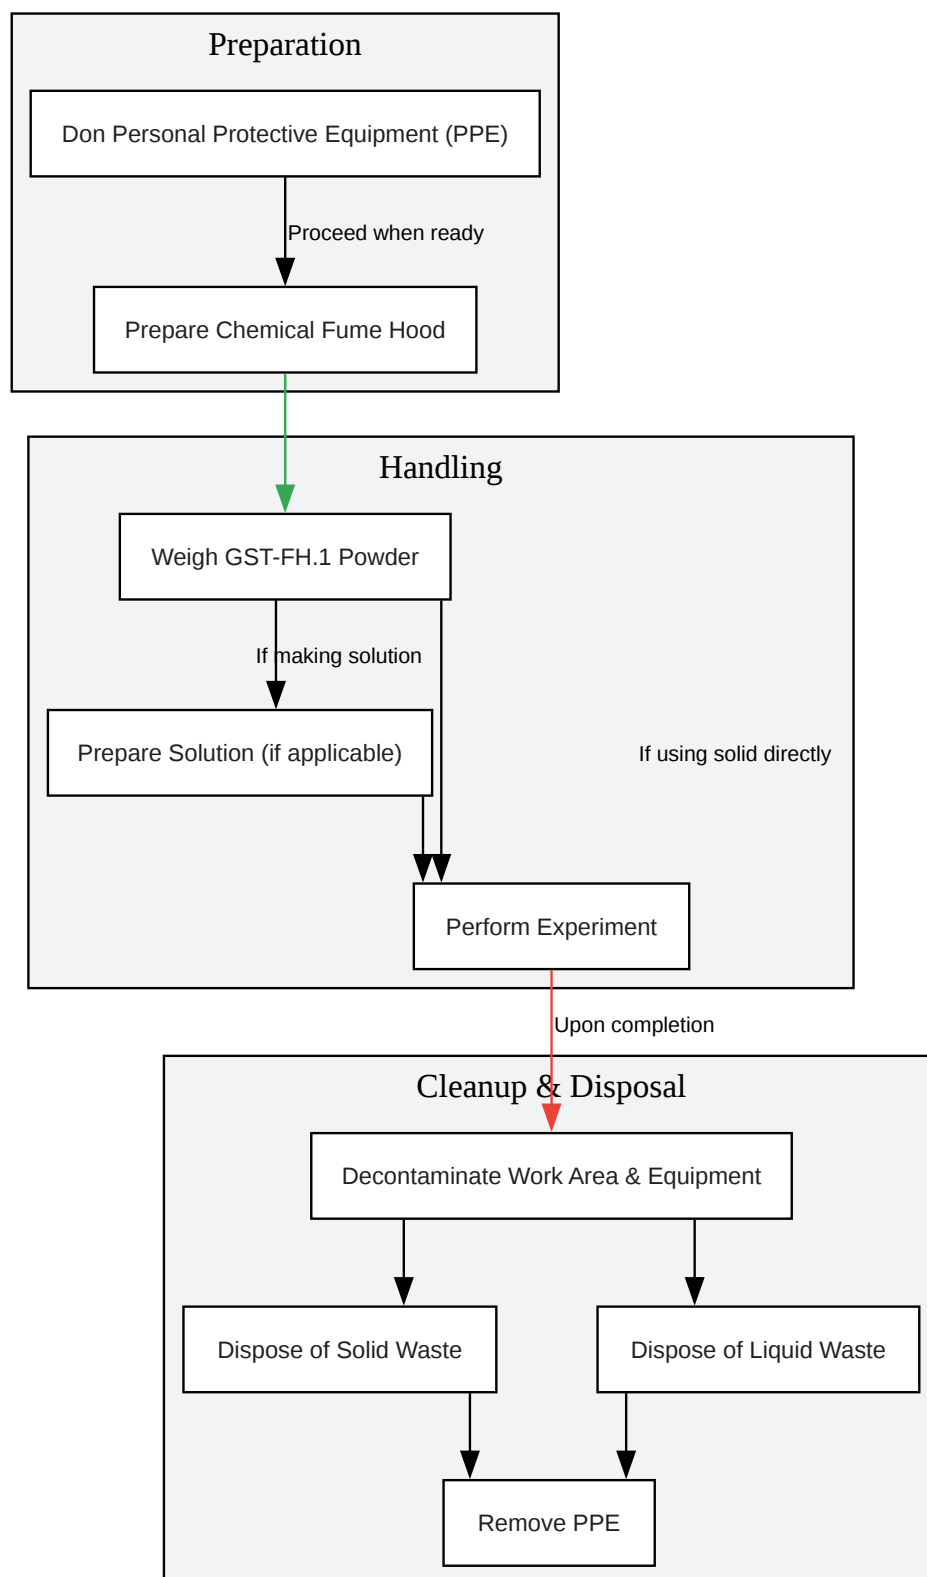 Preparation
Don Personal Protective Equipment (PPE)
Proceed when ready
Prepare Chemical Fume Hood
Handling
Weigh GST-FH.1 Powder
If making solution
Prepare Solution (if applicable)
If using solid directly
Perform Experiment
Upon completion
Cleanup & Disposal
Decontaminate Work Area & Equipment
Dispose of Solid Waste
Dispose of Liquid Waste
Remove PPE